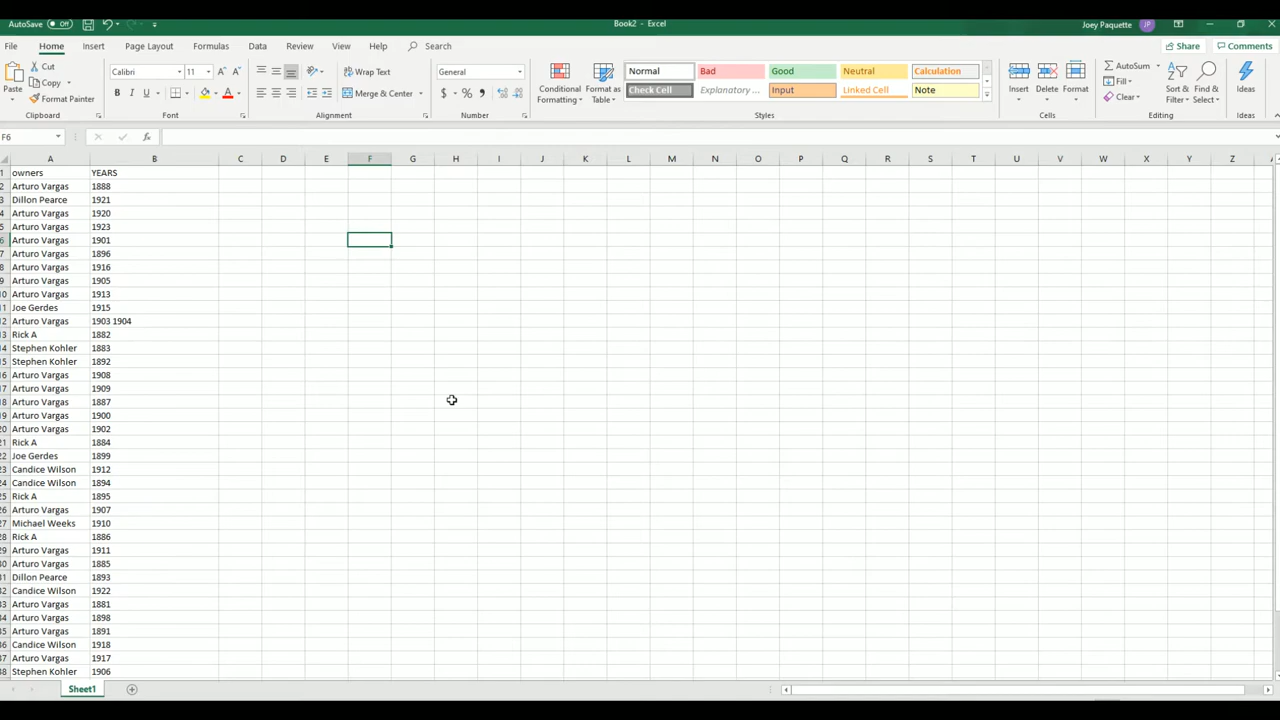 AutoSave Off Book2 - Excel Joey Paquette JP
File Home Insert Page Layout Formulas Data Review View Help Search Share Comments
Cut Calibri 11 A A Wrap Text General Normal Bad Good Neutral Calculation AutoSum
Copy Fill
Paste Format Painter B I U A Merge & Center $ % Conditional Formatting Format as Table Check Cell Explanatory ... Input Linked Cell Note Insert Delete Format Clear Sort & Filter Find & Select Ideas
Clipboard Font Alignment Number Styles Cells Editing Ideas
F6 fx
A B C D E F G H I J K L M N O P Q R S T U V W X Y Z
1 owners YEARS
2 Arturo Vargas 1888
3 Dillon Pearce 1921
4 Arturo Vargas 1920
5 Arturo Vargas 1923
6 Arturo Vargas 1901
7 Arturo Vargas 1896
8 Arturo Vargas 1916
9 Arturo Vargas 1905
10 Arturo Vargas 1913
11 Joe Gerdes 1915
12 Arturo Vargas 1903 1904
13 Rick A 1882
14 Stephen Kohler 1883
15 Stephen Kohler 1892
16 Arturo Vargas 1908
17 Arturo Vargas 1909
18 Arturo Vargas 1887
19 Arturo Vargas 1900
20 Arturo Vargas 1902
21 Rick A 1884
22 Joe Gerdes 1899
23 Candice Wilson 1912
24 Candice Wilson 1894
25 Rick A 1895
26 Arturo Vargas 1907
27 Michael Weeks 1910
28 Rick A 1886
29 Arturo Vargas 1911
30 Arturo Vargas 1885
31 Dillon Pearce 1893
32 Candice Wilson 1922
33 Arturo Vargas 1881
34 Arturo Vargas 1898
35 Arturo Vargas 1891
36 Candice Wilson 1918
37 Arturo Vargas 1917
38 Stephen Kohler 1906
Sheet1